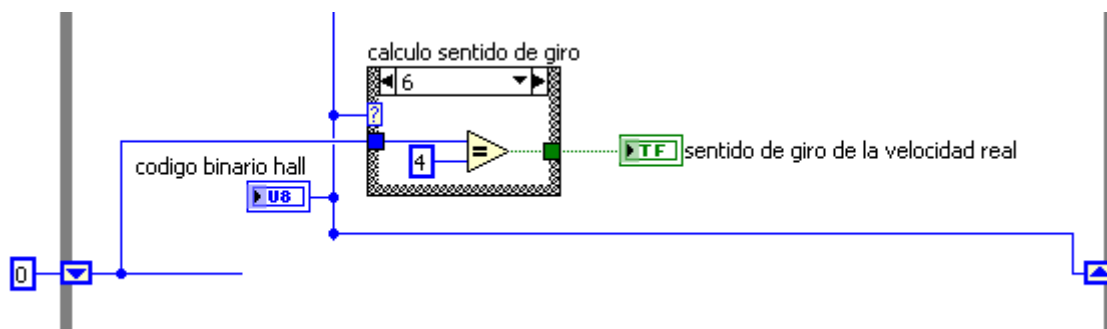 calculo sentido de giro
6
?
4
=
TF
sentido de giro de la velocidad real
codigo binario hall
U8
0